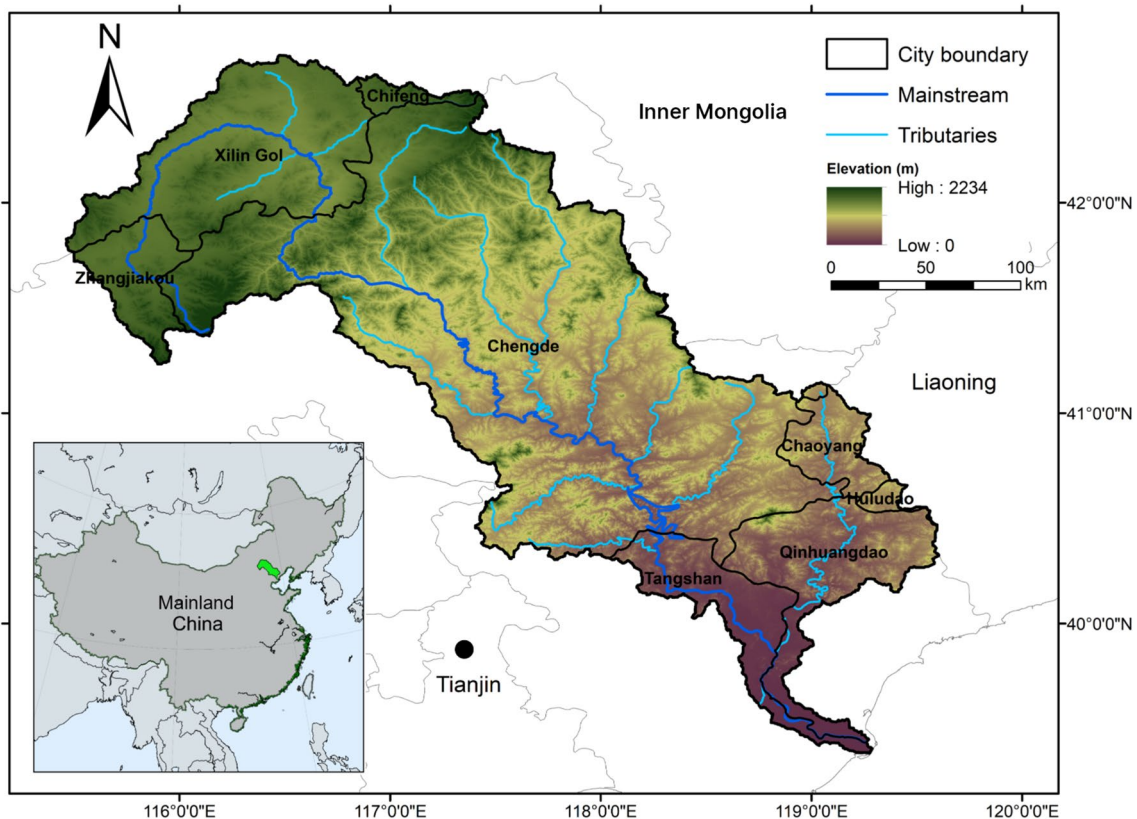 N
City boundary
Mainstream
Tributaries
Elevation (m)
High : 2234
Low : 0
0 50 100
km
Inner Mongolia
Chifeng
Xilin Gol
Zhangjiakou
Chengde
Liaoning
Chaoyang
Huludao
Qinhuangdao
Tangshan
Tianjin
Mainland
China
42°0'0"N
41°0'0"N
40°0'0"N
116°0'0"E
117°0'0"E
118°0'0"E
119°0'0"E
120°0'0"E